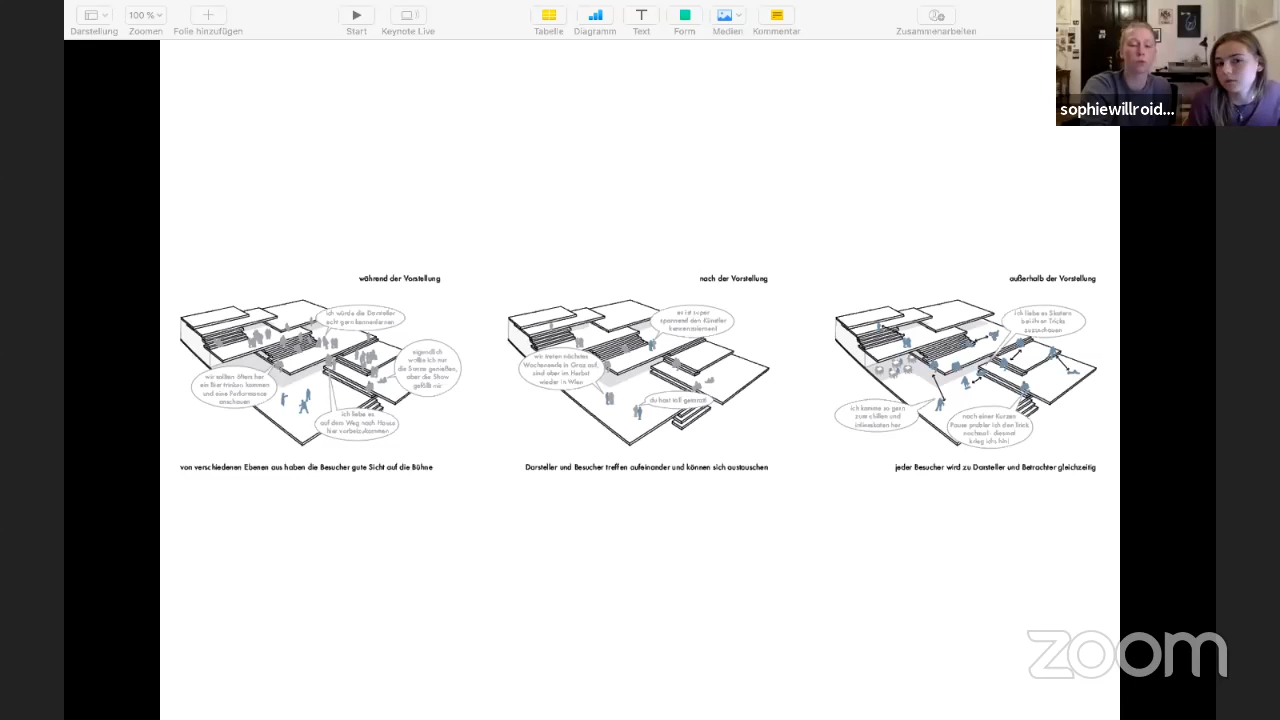 Darstellung
100 %
Zoomen
Folie hinzufügen
Start
Keynote Live
Tabelle
Diagramm
Text
Form
Medien
Kommentar
Zusammenarbeiten
sophiewillroid...
während der Vorstellung
ich würde die Darsteller
echt gern kennenlernen
eigendlich
wollte ich nur
die Sonne genießen,
aber die Show
gefällt mir
wir sollten öfters her
ein Bier trinken kommen
und eine Performance
anschauen
ich liebe es
auf dem Weg nach Hause
hier vorbeizukommen
von verschiedenen Ebenen aus haben die Besucher gute Sicht auf die Bühne
nach der Vorstellung
es ist super
spannend den Künstler
kennenzulernen!
wir treten nächstes
Wochenende in Graz auf,
sind aber im Herbst
wieder in Wien
du hast toll getanzt!
Darsteller und Besucher treffen aufeinander und können sich austauschen
außerhalb der Vorstellung
ich liebe es Skatern
bei ihren Tricks
zuzuschauen
ich komme so gern
zum chillen und
inlineskaten her
nach einer Kurzen
Pause probier ich den Trick
nochmal - diesmal
krieg ichs hin!
jeder Besucher wird zu Darsteller und Betrachter gleichzeitig
zoom